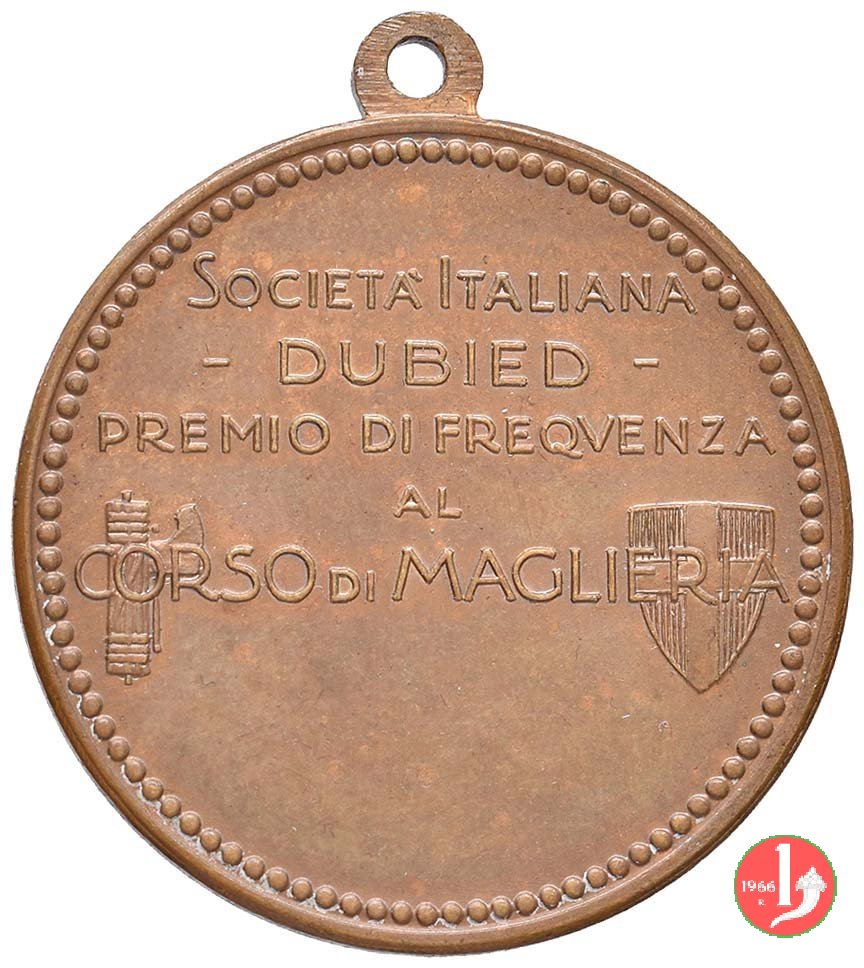 SOCIETÀ ITALIANA
- DUBIED -
PREMIO DI FREQVENZA
AL
CORSO DI MAGLIERIA
1966
R